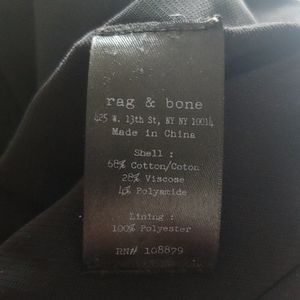 rag & bone
425 W. 13th St, NY NY 10014
Made in China
Shell :
68% Cotton/Coton
28% Viscose
4% Polyamide
Lining :
100% Polyester
RN# 108879